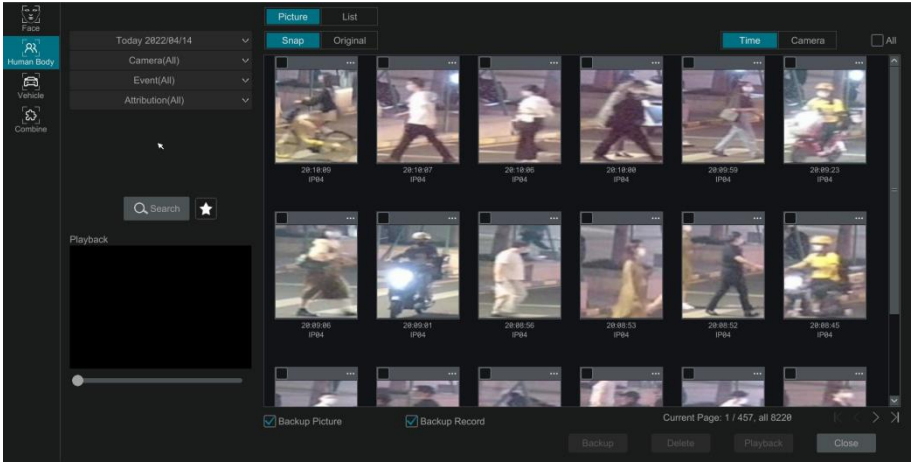 Face
Human Body
Vehicle
Combine
Today 2022/04/14
Camera(All)
Event(All)
Attribution(All)
Search
Playback
Picture List
Snap Original
Time Camera All
20:10:09 20:10:07 20:10:06 20:10:00 20:09:59 20:09:23
IP04 IP04 IP04 IP04 IP04 IP04
20:09:06 20:09:01 20:08:56 20:08:53 20:08:52 20:08:45
IP04 IP04 IP04 IP04 IP04 IP04
Backup Picture Backup Record Current Page: 1 / 457, all 8220
Backup Delete Playback Close